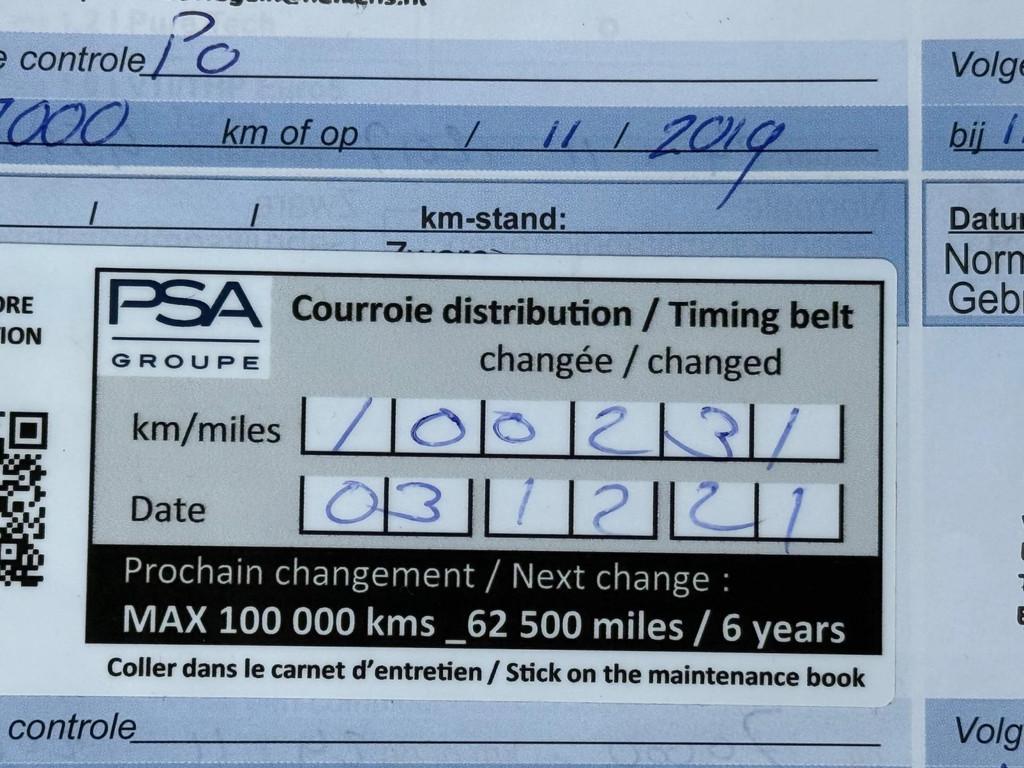 e controle Po
Volge
7000 km of op / 11 / 2019
bij 1
/ / km-stand:
Datu
Norm
Gebr
ORE
ION
PSA
GROUPE
Courroie distribution / Timing belt
changée / changed
km/miles 1 0 0 2 3 1
Date 0 3 1 2 2 1
Prochain changement / Next change :
MAX 100 000 kms _62 500 miles / 6 years
Coller dans le carnet d'entretien / Stick on the maintenance book
controle
Volg